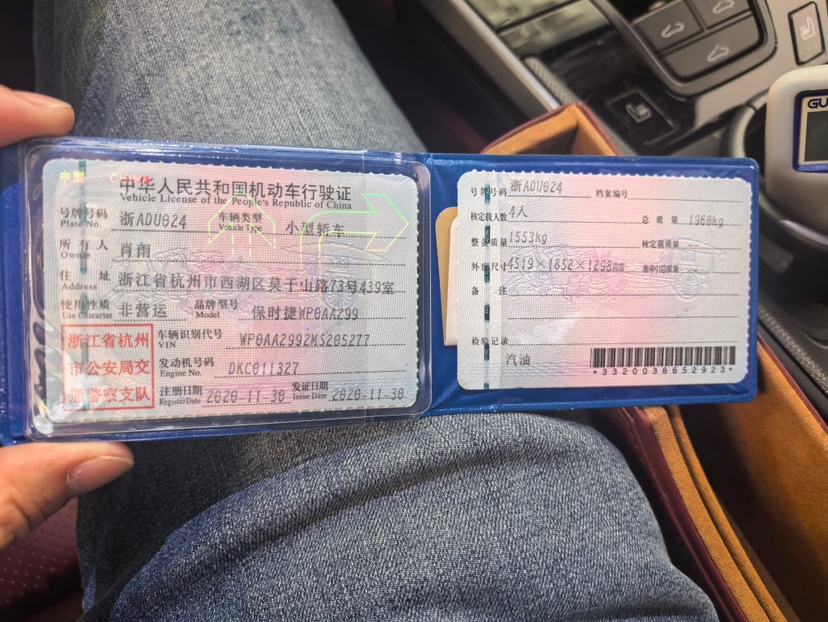 中国 CHINA
中华人民共和国机动车行驶证
Vehicle License of the People's Republic of China
号牌号码 浙ADU024 车辆类型 小型轿车
Plate No. Vehicle Type
所有人 肖雨
Owner
住址 浙江省杭州市西湖区莫干山路73号439室
Address
使用性质 非营运 品牌型号 保时捷WP0AA299
Use Character Model
浙江省杭州
市公安局交
通警察支队
车辆识别代号 WP0AA2992MS205277
VIN
发动机号码 DKC011327
Engine No.
注册日期 2020-11-30 发证日期 2020-11-30
Register Date Issue Date
号牌号码 浙ADU024 档案编号
核定载人数 4人 总质量 1960kg
整备质量 1553kg 核定载质量 --
外廓尺寸 4519×1852×1298mm 准牵引总质量 --
备注
检验记录
汽油
*3320036552923*
GU